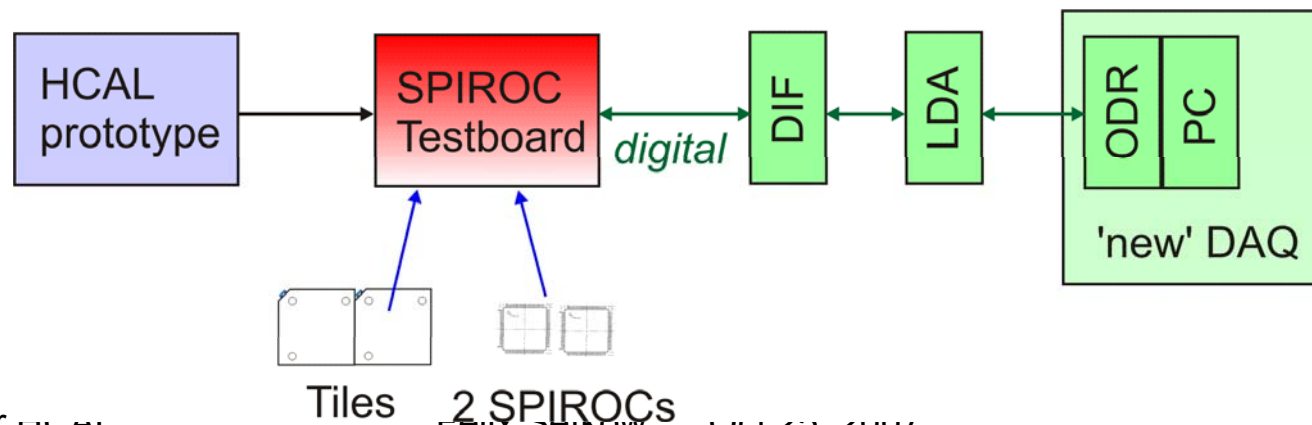 HCAL
prototype
SPIROC
Testboard
digital
DIF
LDA
ODR
PC
'new' DAQ
Tiles
2 SPIROCs